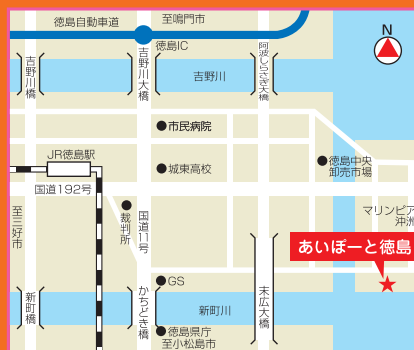 徳島自動車道
至鳴門市
徳島IC
N
吉野川橋
吉野川大橋
阿波しらさぎ大橋
吉野川
市民病院
JR徳島駅
城東高校
徳島中央
卸売市場
国道192号
至三好市
裁判所
国道11号
マリンピア
沖洲
あいぽーと徳島
GS
新町橋
かちどき橋
新町川
末広大橋
徳島県庁
至小松島市